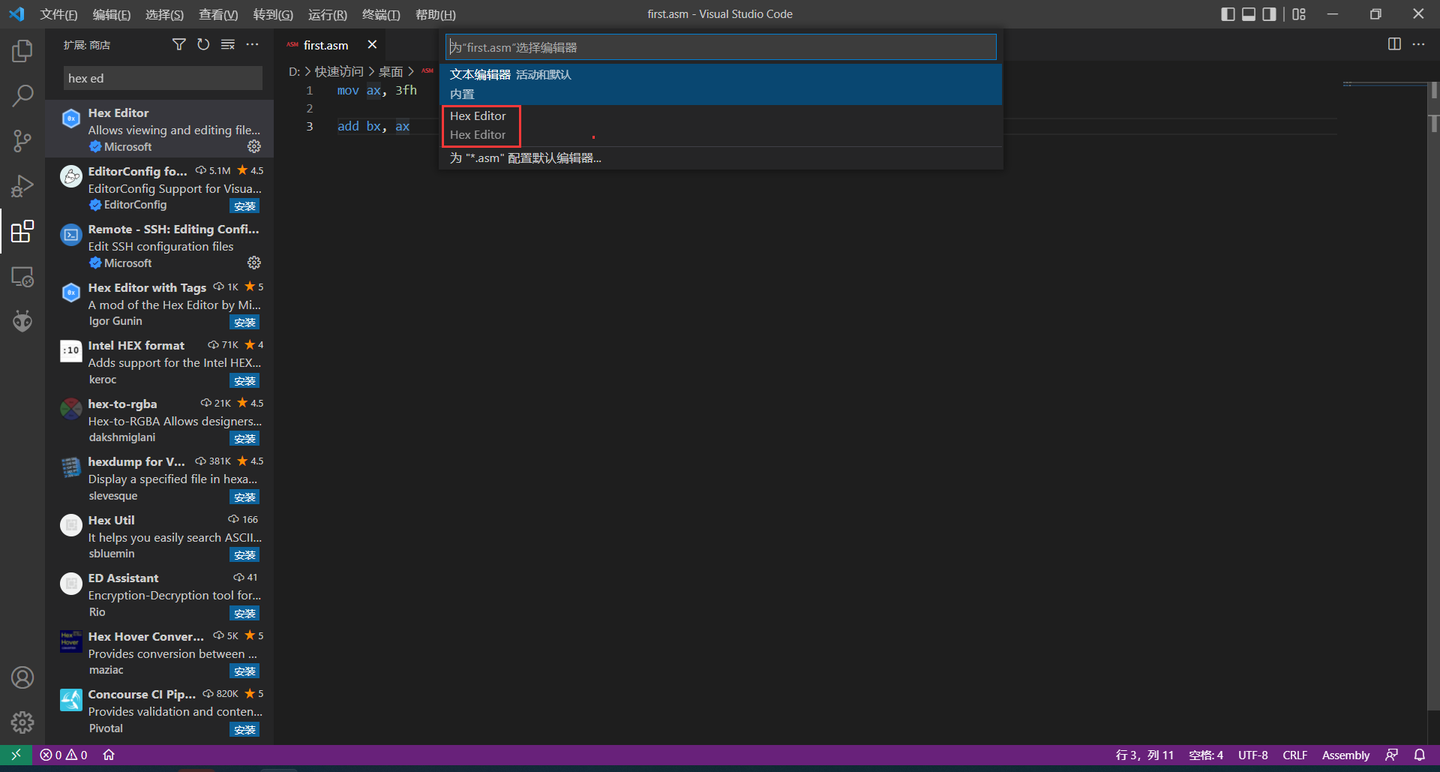 文件(F) 编辑(E) 选择(S) 查看(V) 转到(G) 运行(R) 终端(T) 帮助(H) first.asm - Visual Studio Code
扩展: 商店
hex ed
Hex Editor
Allows viewing and editing file...
Microsoft
EditorConfig fo... 5.1M 4.5
EditorConfig Support for Visua...
EditorConfig 安装
Remote - SSH: Editing Confi...
Edit SSH configuration files
Microsoft
Hex Editor with Tags 1K 5
A mod of the Hex Editor by Mi...
Igor Gunin 安装
Intel HEX format 71K 4
Adds support for the Intel HEX...
keroc 安装
hex-to-rgba 21K 4.5
Hex-to-RGBA Allows designers...
dakshmiglani 安装
hexdump for V... 381K 4.5
Display a specified file in hexa...
slevesque 安装
Hex Util 166
It helps you easily search ASCII...
sbluemin 安装
ED Assistant 41
Encryption-Decryption tool for...
Rio 安装
Hex Hover Conver... 5K 5
Provides conversion between ...
maziac 安装
Concourse CI Pip... 820K 5
Provides validation and conten...
Pivotal 安装
ASM first.asm
D: > 快速访问 > 桌面 > ASM
1 mov ax, 3fh
2
3 add bx, ax
为"first.asm"选择编辑器
文本编辑器 活动和默认
内置
Hex Editor
Hex Editor
为 "*.asm" 配置默认编辑器...
0 0 行 3，列 11 空格: 4 UTF-8 CRLF Assembly